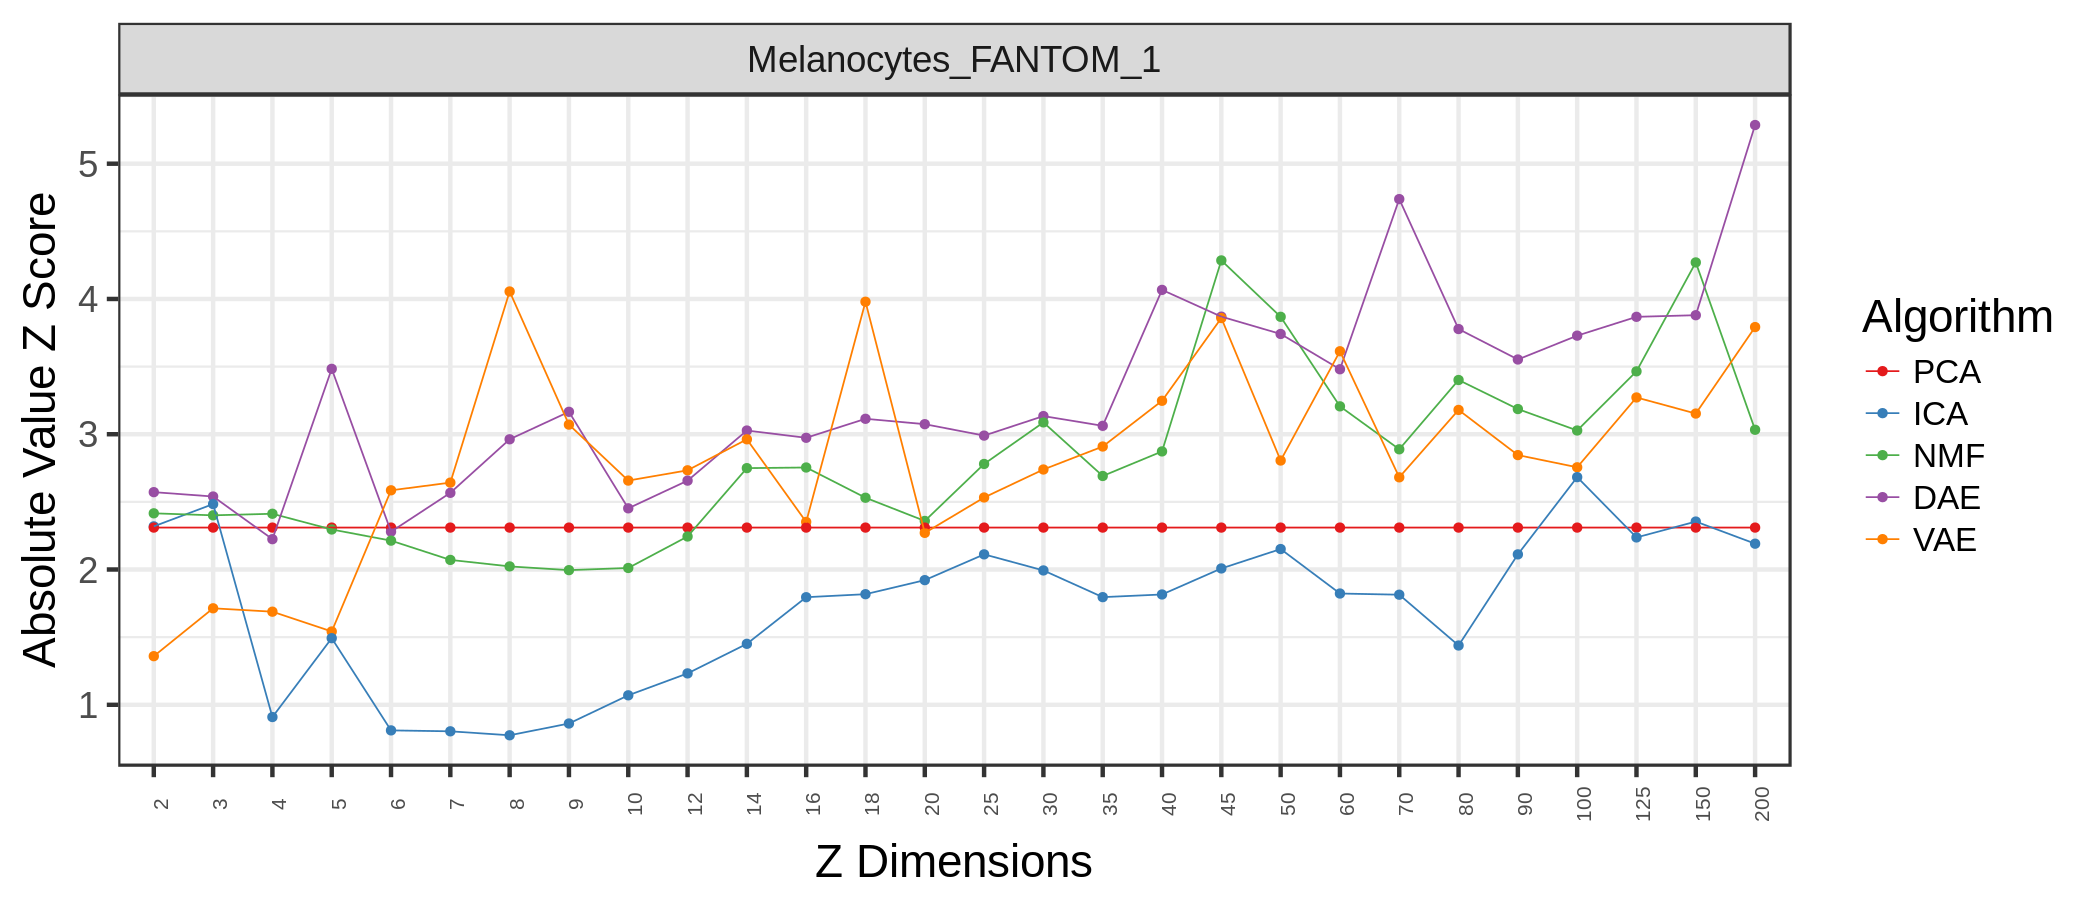 Melanocytes_FANTOM_1
Absolute Value Z Score
5
4
3
2
1
2 3 4 5 6 7 8 9 10 12 14 16 18 20 25 30 35 40 45 50 60 70 80 90 100 125 150 200
Z Dimensions
Algorithm
PCA
ICA
NMF
DAE
VAE